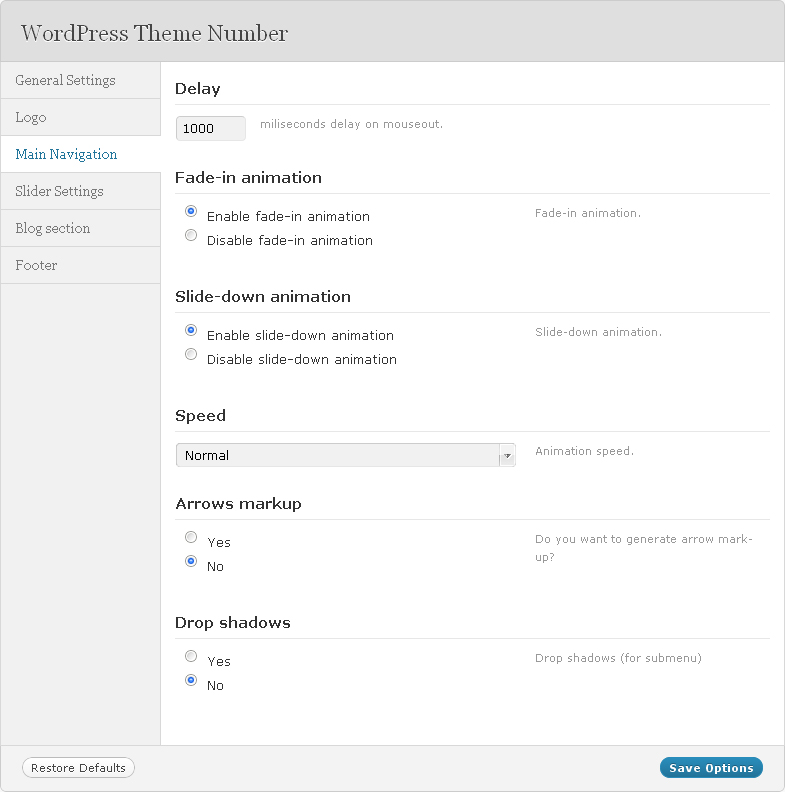 WordPress Theme Number
General Settings
Logo
Main Navigation
Slider Settings
Blog section
Footer
Delay
1000
miliseconds delay on mouseout.
Fade-in animation
Enable fade-in animation
Disable fade-in animation
Fade-in animation.
Slide-down animation
Enable slide-down animation
Disable slide-down animation
Slide-down animation.
Speed
Normal
Animation speed.
Arrows markup
Yes
No
Do you want to generate arrow mark-
up?
Drop shadows
Yes
No
Drop shadows (for submenu)
Restore Defaults
Save Options